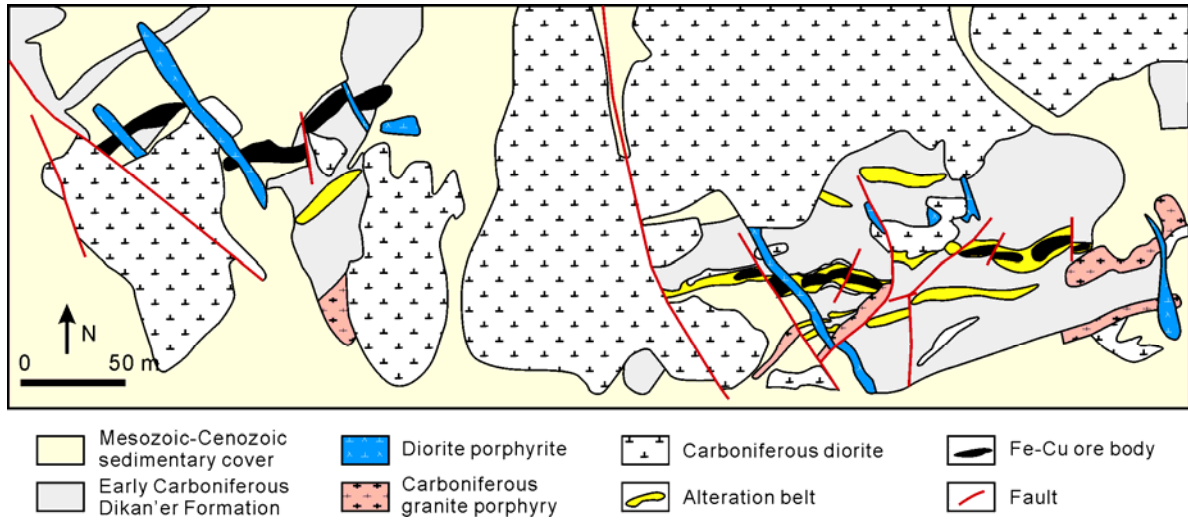 N
0 50 m
Mesozoic-Cenozoic
sedimentary cover
Diorite porphyrite
Carboniferous diorite
Fe-Cu ore body
Early Carboniferous
Dikan'er Formation
Carboniferous
granite porphyry
Alteration belt
Fault